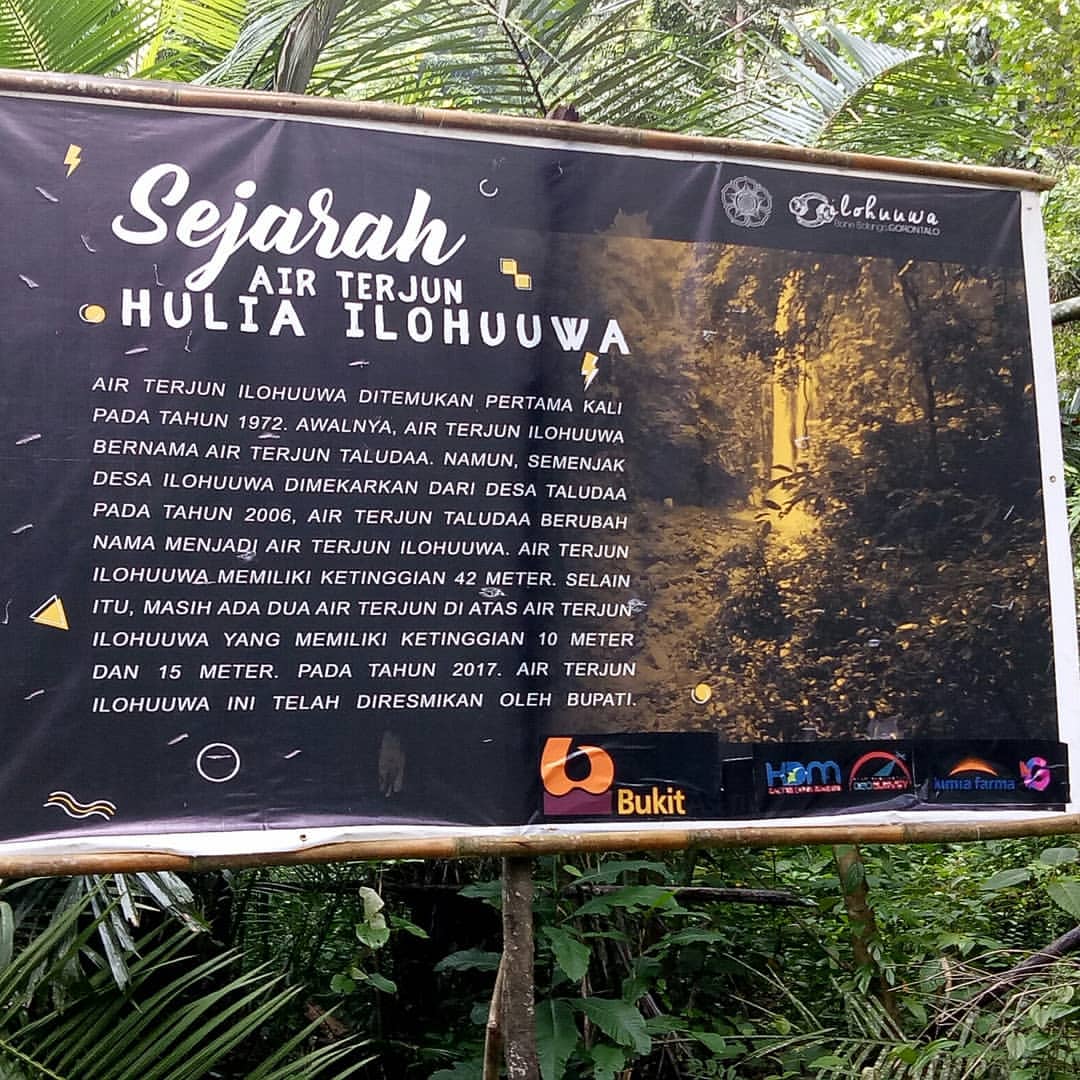 Sejarah
AIR TERJUN
HULIA ILOHUUWA
ilohuuwa
Bone Bolango, GORONTALO
AIR TERJUN ILOHUUWA DITEMUKAN PERTAMA KALI
PADA TAHUN 1972. AWALNYA, AIR TERJUN ILOHUUWA
BERNAMA AIR TERJUN TALUDAA. NAMUN, SEMENJAK
DESA ILOHUUWA DIMEKARKAN DARI DESA TALUDAA
PADA TAHUN 2006, AIR TERJUN TALUDAA BERUBAH
NAMA MENJADI AIR TERJUN ILOHUUWA. AIR TERJUN
ILOHUUWA MEMILIKI KETINGGIAN 42 METER. SELAIN
ITU, MASIH ADA DUA AIR TERJUN DI ATAS AIR TERJUN
ILOHUUWA YANG MEMILIKI KETINGGIAN 10 METER
DAN 15 METER. PADA TAHUN 2017. AIR TERJUN
ILOHUUWA INI TELAH DIRESMIKAN OLEH BUPATI.
Bukit
HDM
kimia farma